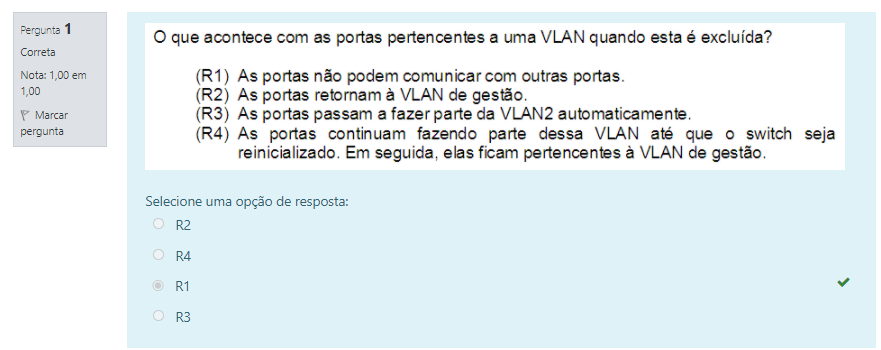 Pergunta 1
Correta
Nota: 1,00 em
1,00
Marcar
pergunta
O que acontece com as portas pertencentes a uma VLAN quando esta é excluída?
(R1) As portas não podem comunicar com outras portas.
(R2) As portas retornam à VLAN de gestão.
(R3) As portas passam a fazer parte da VLAN2 automaticamente.
(R4) As portas continuam fazendo parte dessa VLAN até que o switch seja
reinicializado. Em seguida, elas ficam pertencentes à VLAN de gestão.
Selecione uma opção de resposta:
R2
R4
R1
R3